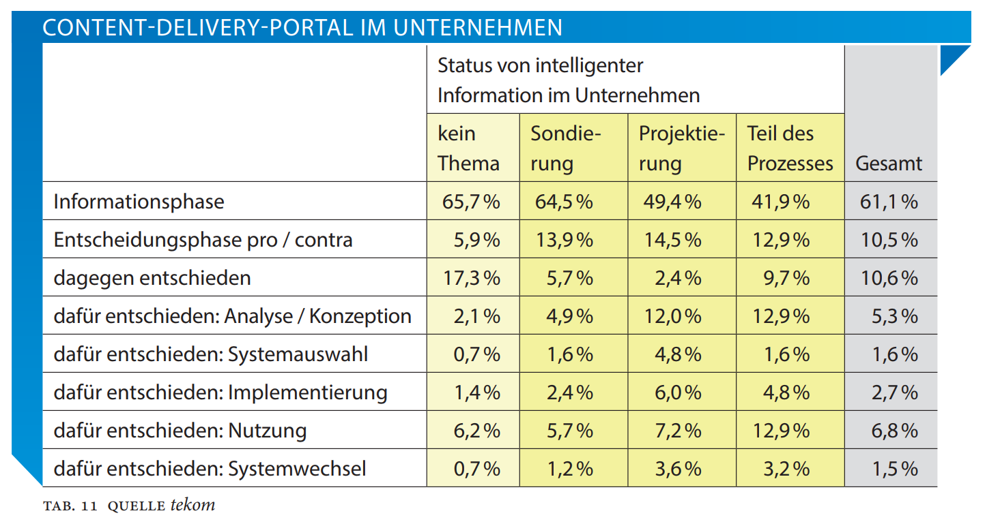 CONTENT-DELIVERY-PORTAL IM UNTERNEHMEN
Status von intelligenter
Information im Unternehmen
kein Sondie- Projektie- Teil des
Thema rung rung Prozesses Gesamt
Informationsphase 65,7 % 64,5 % 49,4 % 41,9 % 61,1 %
Entscheidungsphase pro / contra 5,9 % 13,9 % 14,5 % 12,9 % 10,5 %
dagegen entschieden 17,3 % 5,7 % 2,4 % 9,7 % 10,6 %
dafür entschieden: Analyse / Konzeption 2,1 % 4,9 % 12,0 % 12,9 % 5,3 %
dafür entschieden: Systemauswahl 0,7 % 1,6 % 4,8 % 1,6 % 1,6 %
dafür entschieden: Implementierung 1,4 % 2,4 % 6,0 % 4,8 % 2,7 %
dafür entschieden: Nutzung 6,2 % 5,7 % 7,2 % 12,9 % 6,8 %
dafür entschieden: Systemwechsel 0,7 % 1,2 % 3,6 % 3,2 % 1,5 %
TAB. 11 QUELLE tekom